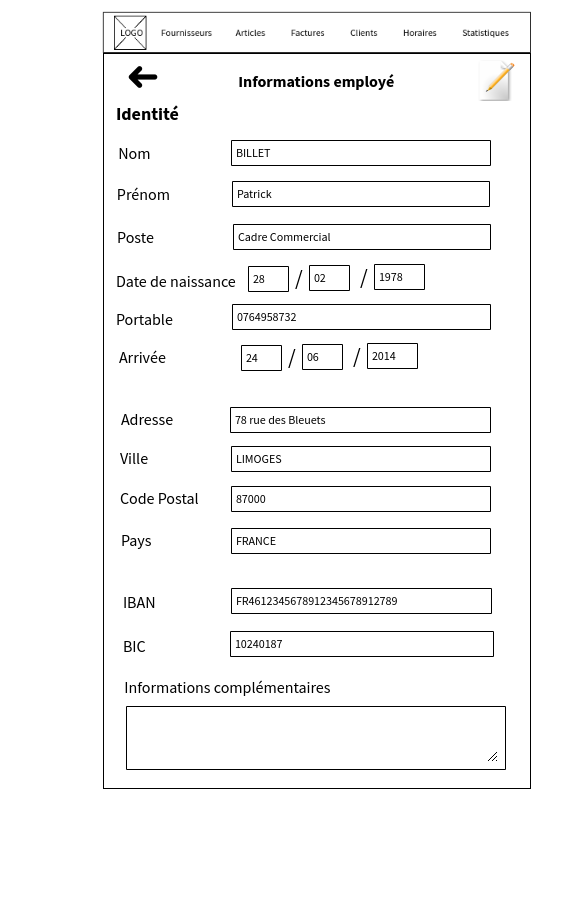 LOGO Fournisseurs Articles Factures Clients Horaires Statistiques
Informations employé
Identité
Nom BILLET
Prénom Patrick
Poste Cadre Commercial
Date de naissance 28 / 02 / 1978
Portable 0764958732
Arrivée 24 / 06 / 2014
Adresse 78 rue des Bleuets
Ville LIMOGES
Code Postal 87000
Pays FRANCE
IBAN FR4612345678912345678912789
BIC 10240187
Informations complémentaires